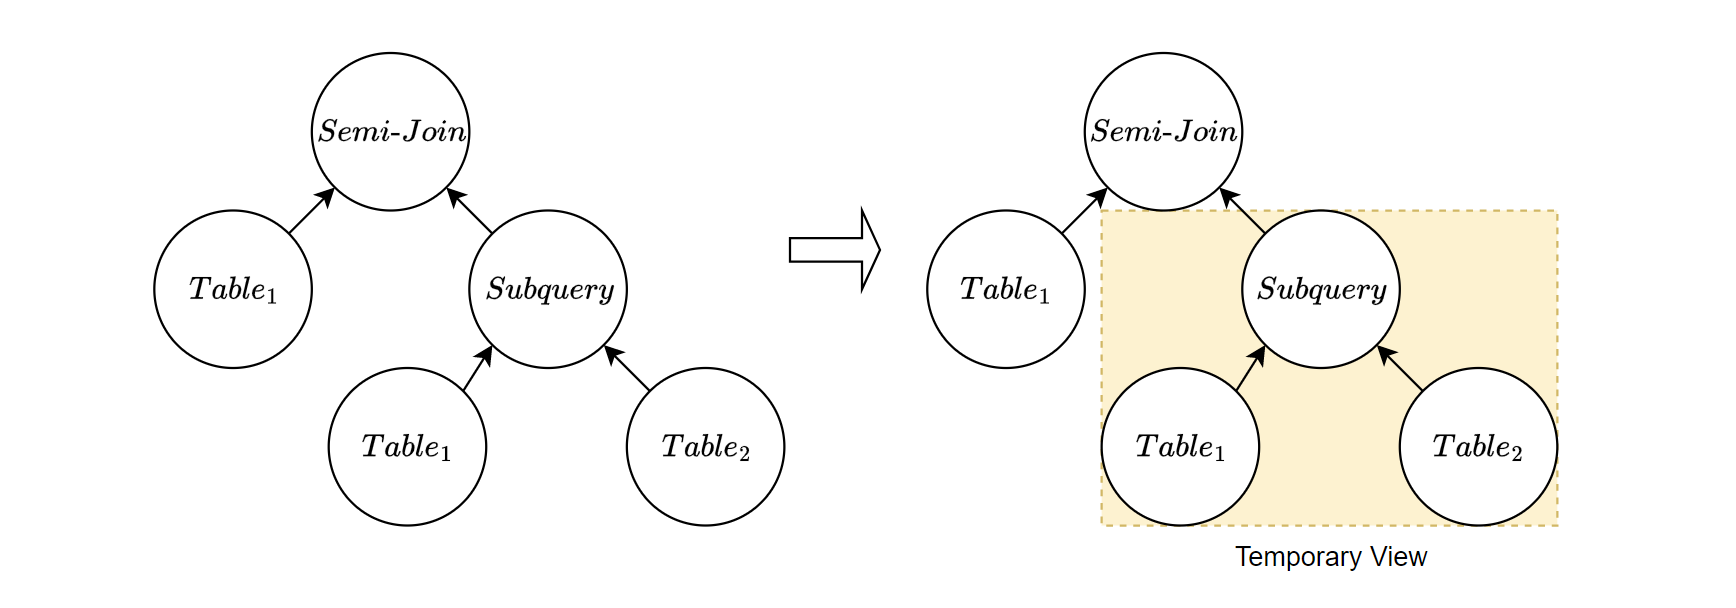 Semi-Join
Table₁
Subquery
Table₁
Table₂
Semi-Join
Table₁
Subquery
Table₁
Table₂
Temporary View